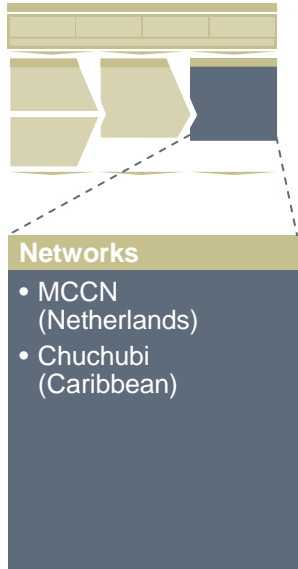 Networks
• MCCN
(Netherlands)
• Chuchubi
(Caribbean)